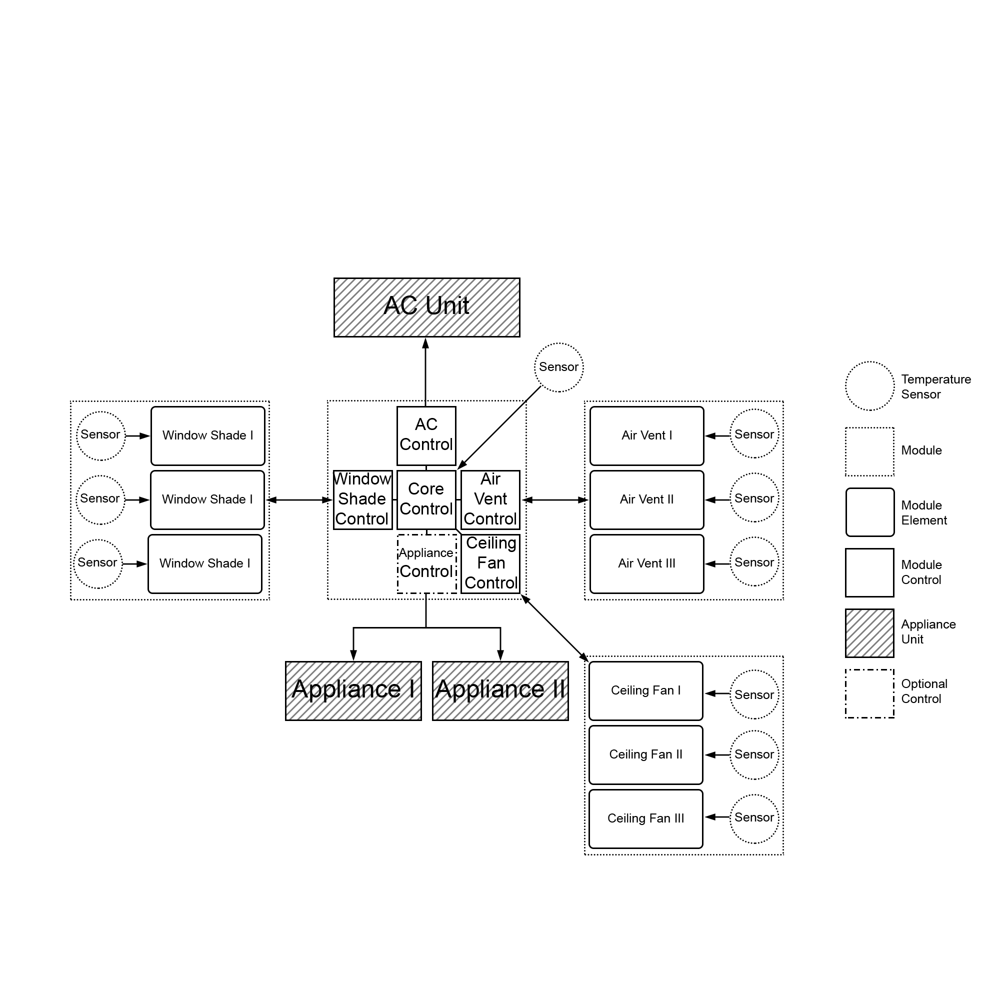 AC Unit
Sensor
AC
Control
Sensor
Window Shade I
Sensor
Window Shade I
Sensor
Window Shade I
Window
Shade
Control
Core
Control
Air
Vent
Control
Appliance
Control
Ceiling
Fan
Control
Air Vent I
Sensor
Air Vent II
Sensor
Air Vent III
Sensor
Appliance I
Appliance II
Ceiling Fan I
Sensor
Ceiling Fan II
Sensor
Ceiling Fan III
Sensor
Temperature
Sensor
Module
Module
Element
Module
Control
Appliance
Unit
Optional
Control